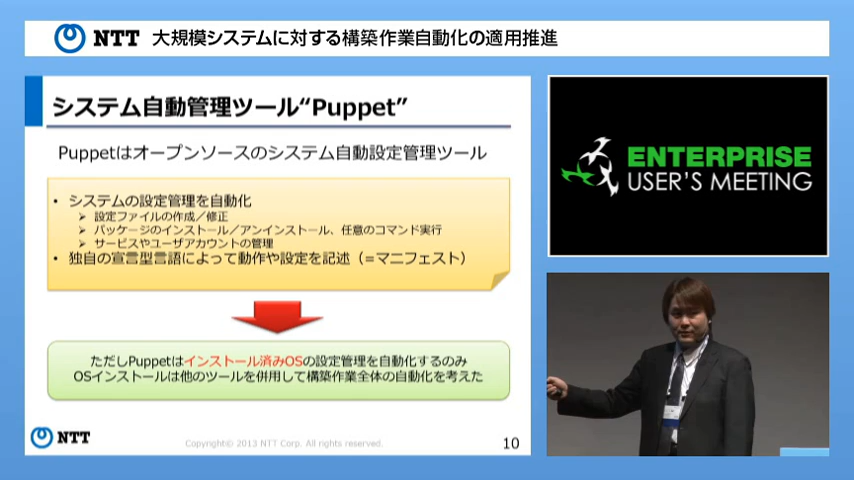 NTT 大規模システムに対する構築作業自動化の適用推進
システム自動管理ツール“Puppet”
Puppetはオープンソースのシステム自動設定管理ツール
• システムの設定管理を自動化
➢ 設定ファイルの作成／修正
➢ パッケージのインストール／アンインストール、任意のコマンド実行
➢ サービスやユーザアカウントの管理
• 独自の宣言型言語によって動作や設定を記述（=マニフェスト）
ただしPuppetはインストール済みOSの設定管理を自動化するのみ
OSインストールは他のツールを併用して構築作業全体の自動化を考えた
NTT
Copyright© 2013 NTT Corp. All rights reserved.
10
ENTERPRISE
USER'S MEETING